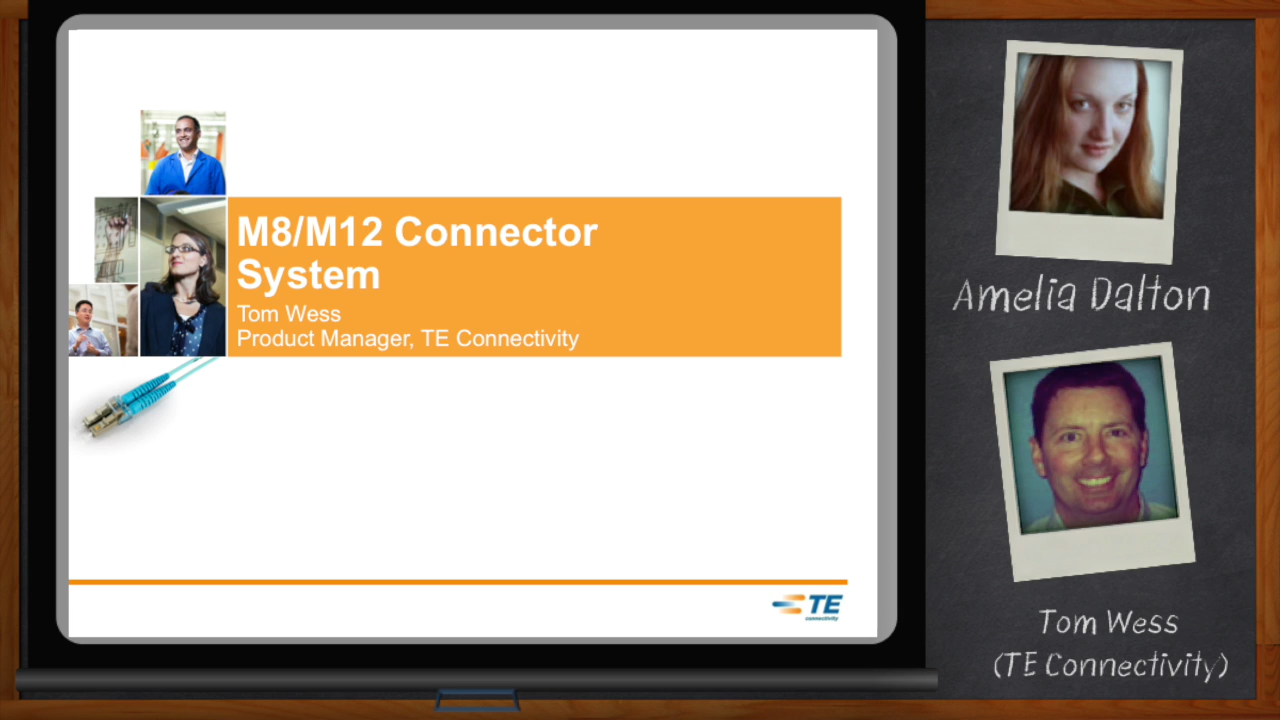 M8/M12 Connector
System
Tom Wess
Product Manager, TE Connectivity
TE
connectivity
Amelia Dalton
Tom Wess
(TE Connectivity)